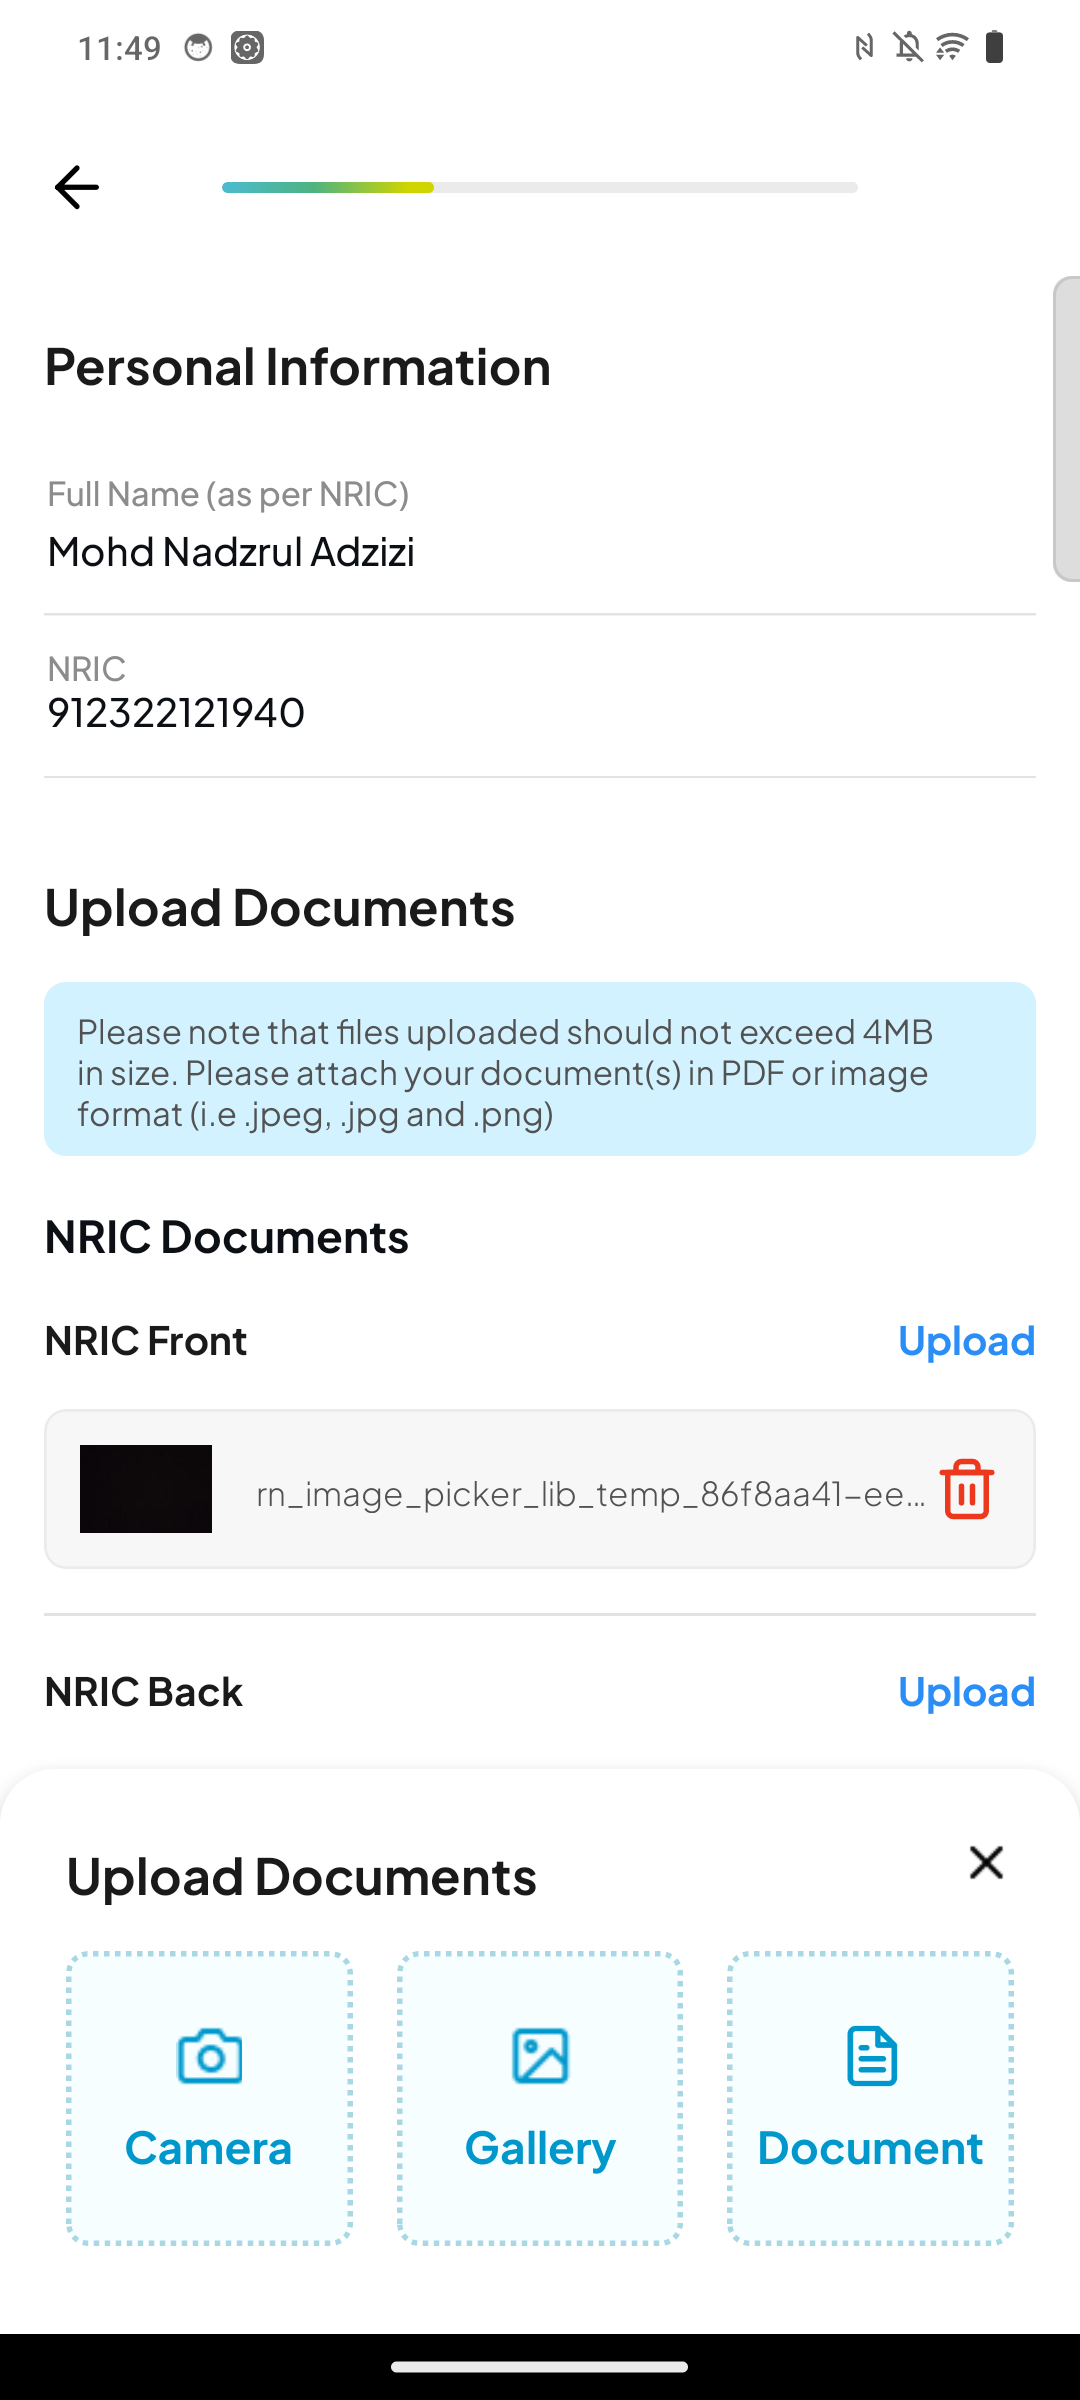 11:49
Personal Information
Full Name (as per NRIC)
Mohd Nadzrul Adzizi
NRIC
912322121940
Upload Documents
Please note that files uploaded should not exceed 4MB
in size. Please attach your document(s) in PDF or image
format (i.e .jpeg, .jpg and .png)
NRIC Documents
NRIC Front Upload
rn_image_picker_lib_temp_86f8aa41-ee...
NRIC Back Upload
Upload Documents
Camera Gallery Document